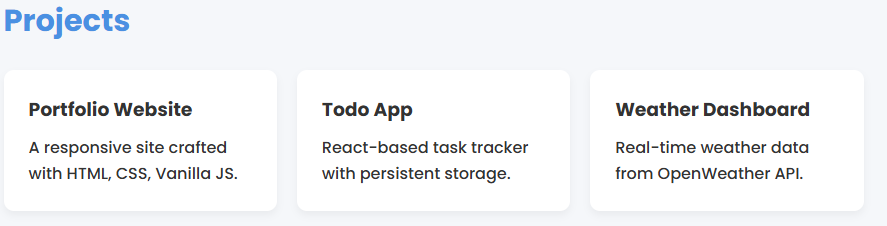 Projects
Portfolio Website
A responsive site crafted
with HTML, CSS, Vanilla JS.
Todo App
React-based task tracker
with persistent storage.
Weather Dashboard
Real-time weather data
from OpenWeather API.